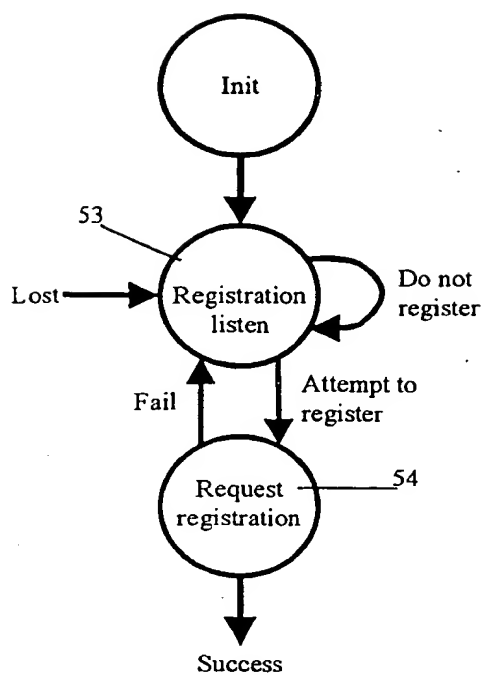 Init
53
Lost
Registration
listen
Do not
register
Fail
Attempt to
register
Request
registration
54
Success